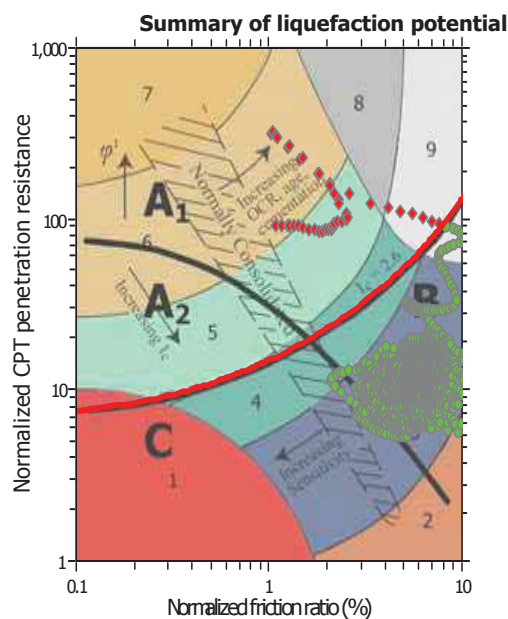 Summary of liquefaction potential
Normalized CPT penetration resistance
1,000
100
10
1
7
8
9
φ'
A1
Increasing
OCR, age,
cementation
Normally Consolidated
6
A2
Increasing Ic
5
Ic = 2.6
B
4
C
1
Increasing
Sensitivity
2
0.1
1
10
Normalized friction ratio (%)